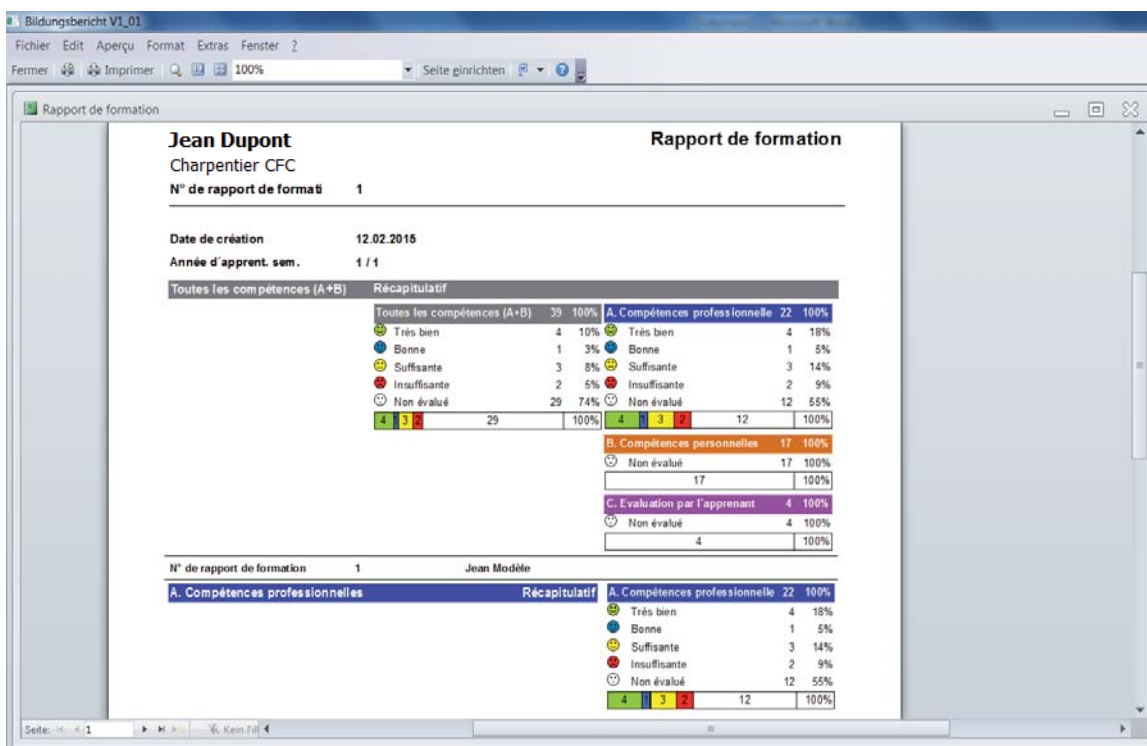 Bildungsbericht V1_01
Fichier Edit Aperçu Format Extras Fenster ?
Fermer Imprimer 100% Seite einrichten
Rapport de formation
Jean Dupont Rapport de formation
Charpentier CFC
N° de rapport de formati 1
Date de création 12.02.2015
Année d'apprent. sem. 1 / 1
Toutes les compétences (A+B) Récapitulatif
Toutes les compétences (A+B) 39 100% A. Compétences professionnelle 22 100%
Très bien 4 10% Très bien 4 18%
Bonne 1 3% Bonne 1 5%
Suffisante 3 8% Suffisante 3 14%
Insuffisante 2 5% Insuffisante 2 9%
Non évalué 29 74% Non évalué 12 55%
4 1 3 2 29 100% 4 1 3 2 12 100%
B. Compétences personnelles 17 100%
Non évalué 17 100%
17 100%
C. Evaluation par l'apprenant 4 100%
Non évalué 4 100%
4 100%
N° de rapport de formation 1 Jean Modèle
A. Compétences professionnelles Récapitulatif A. Compétences professionnelle 22 100%
Très bien 4 18%
Bonne 1 5%
Suffisante 3 14%
Insuffisante 2 9%
Non évalué 12 55%
4 1 3 2 12 100%
Seite: 1 Kein Fil